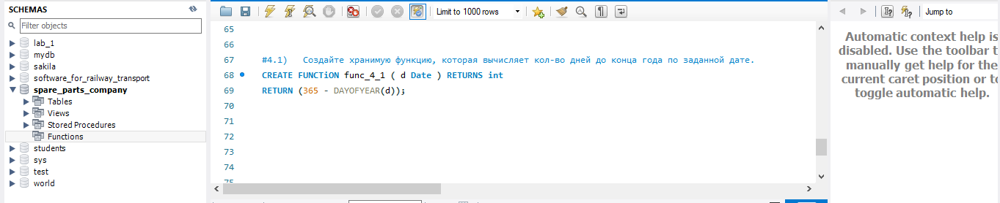 SCHEMAS
Filter objects
lab_1
mydb
sakila
software_for_railway_transport
spare_parts_company
Tables
Views
Stored Procedures
Functions
students
sys
test
world
Limit to 1000 rows
65
66
67 #4.1) Создайте хранимую функцию, которая вычисляет кол-во дней до конца года по заданной дате.
68 CREATE FUNCTiON func_4_1 ( d Date ) RETURNS int
69 RETURN (365 - DAYOFYEAR(d));
70
71
72
73
74
75
Jump to
Automatic context help is
disabled. Use the toolbar t
manually get help for the
current caret position or to
toggle automatic help.